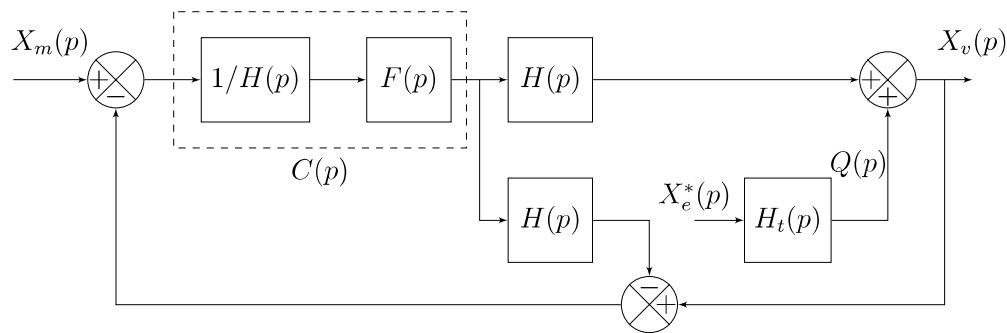 X_m(p)
+
−
1/H(p)
F(p)
C(p)
H(p)
+
+
X_v(p)
Q(p)
H(p)
X_e^*(p)
H_t(p)
−
+